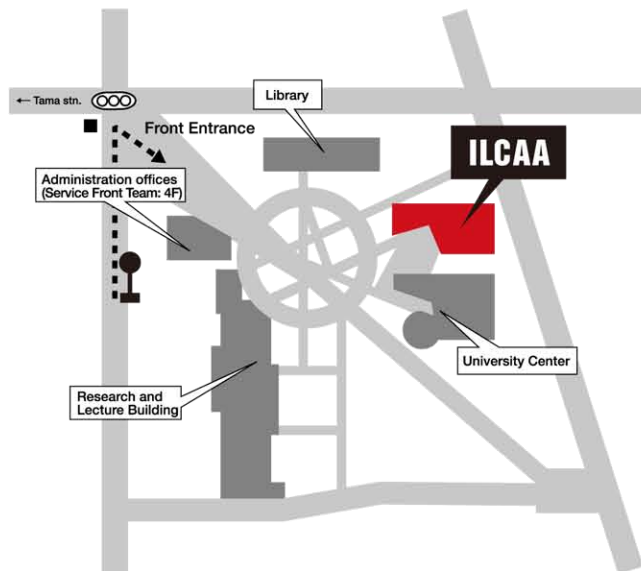 ← Tama stn.
Library
Front Entrance
ILCAA
Administration offices
(Service Front Team: 4F)
University Center
Research and
Lecture Building